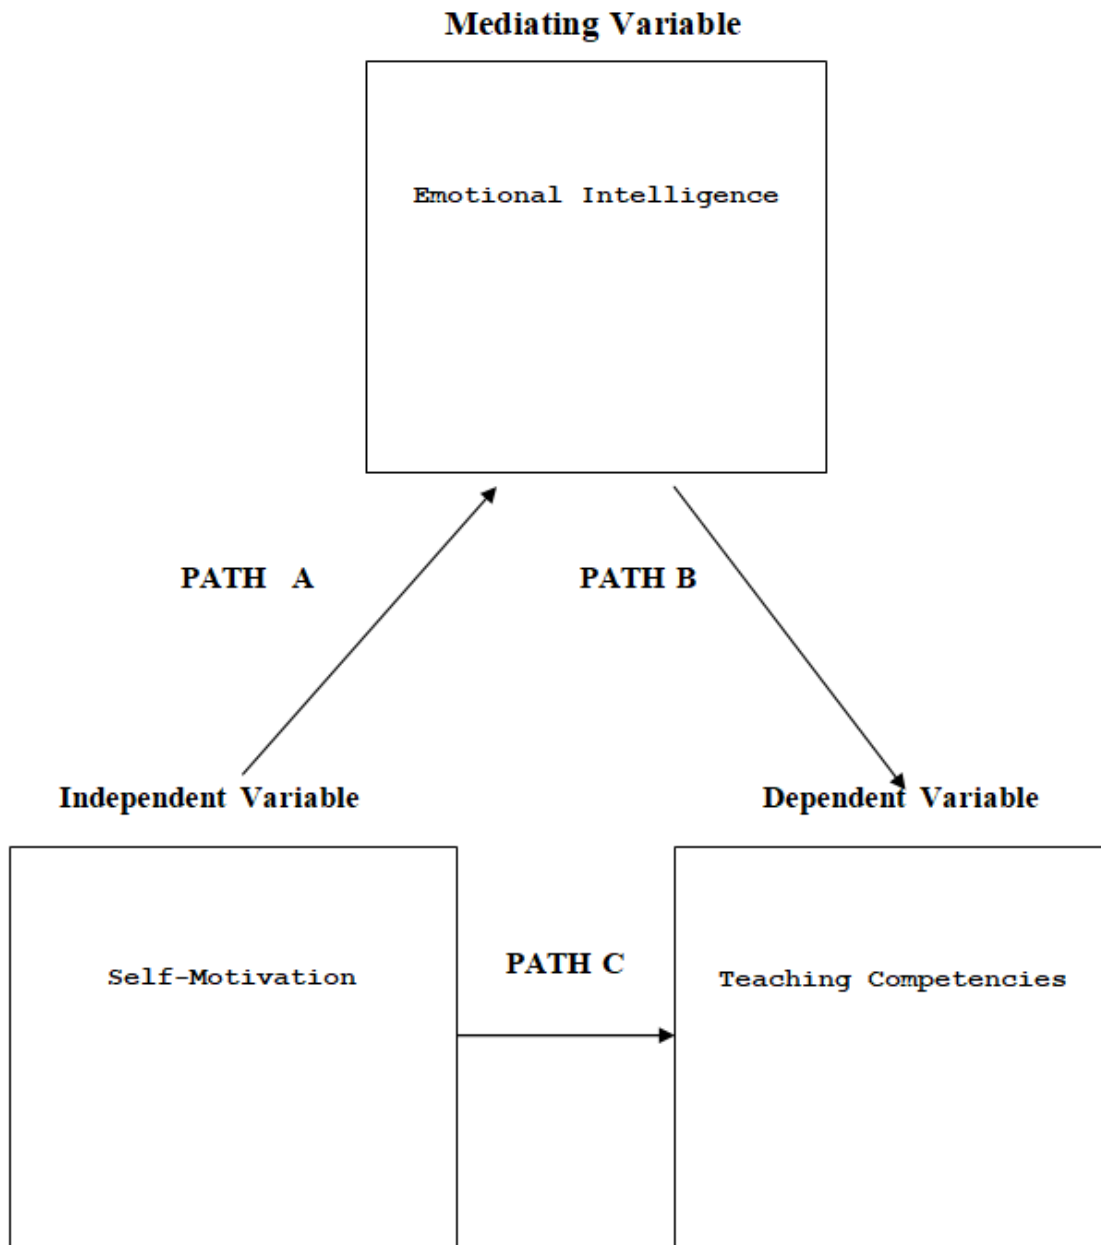 Mediating Variable
Emotional Intelligence
PATH A
PATH B
Independent Variable
Dependent Variable
Self-Motivation
PATH C
Teaching Competencies